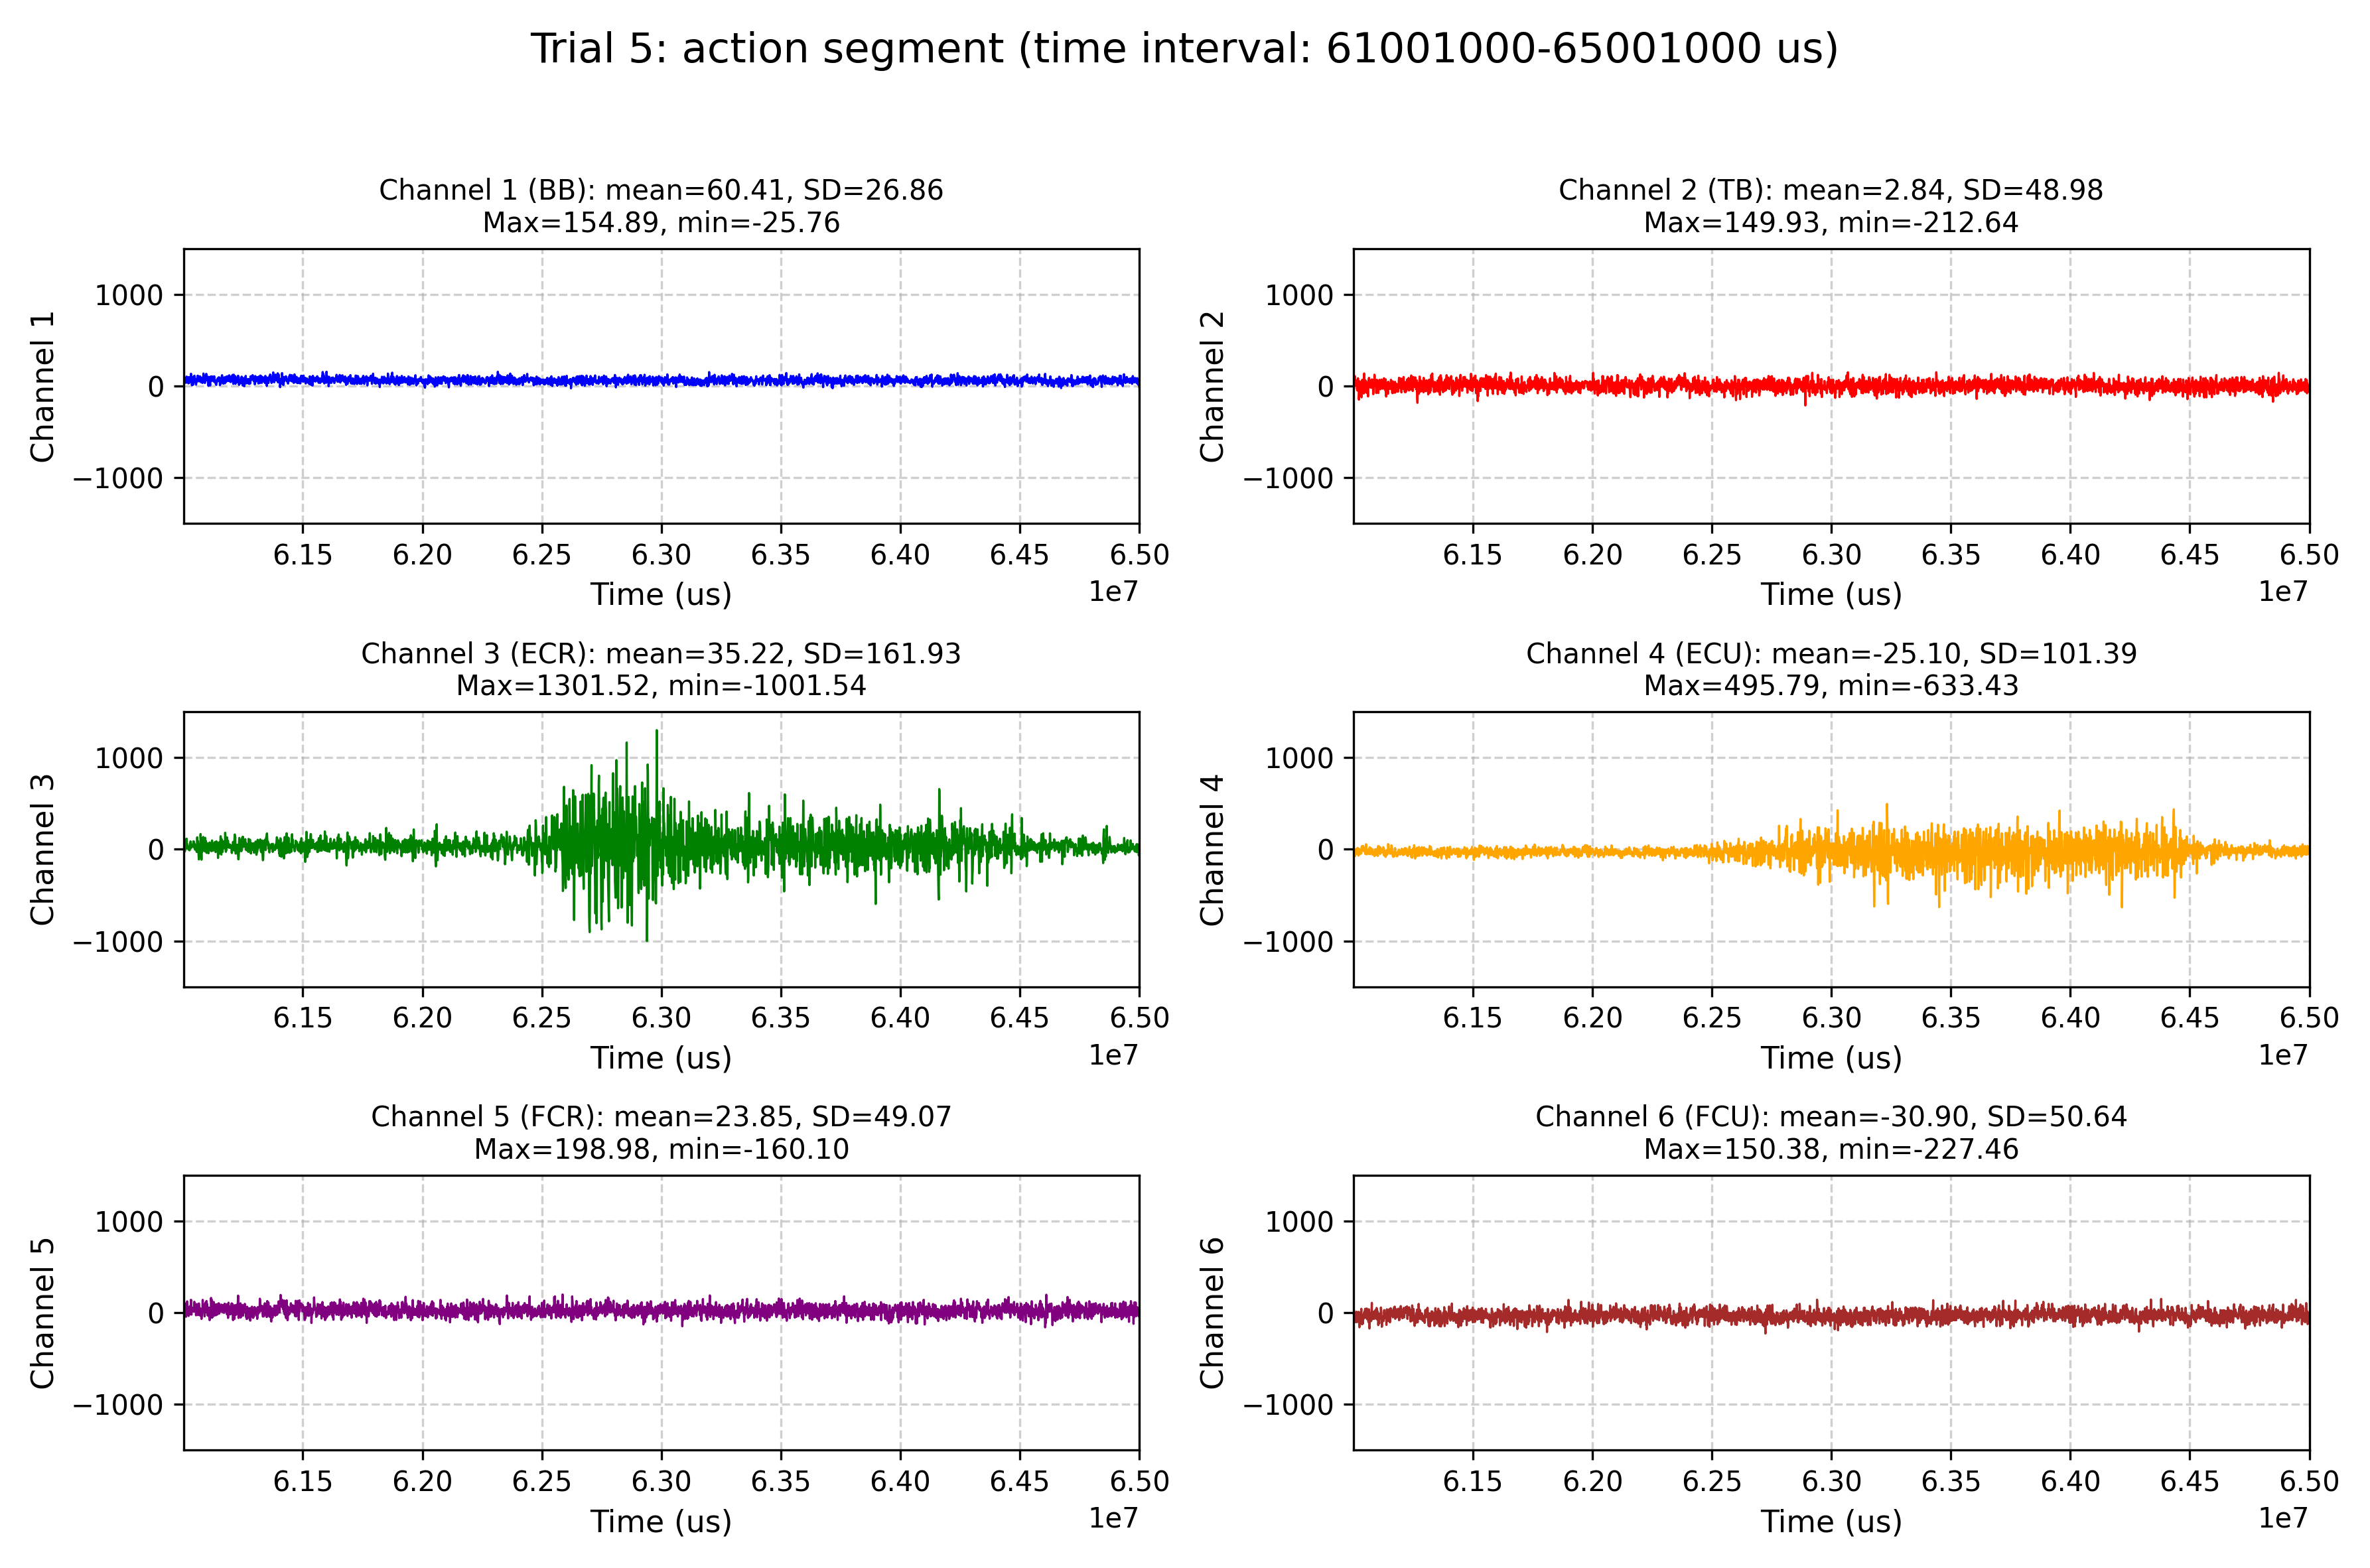 Trial 5: action segment (time interval: 61001000-65001000 us)
Channel 1 (BB): mean=60.41, SD=26.86
Max=154.89, min=-25.76
Channel 1
1000
0
−1000
6.15 6.20 6.25 6.30 6.35 6.40 6.45 6.50
Time (us)
1e7
Channel 2 (TB): mean=2.84, SD=48.98
Max=149.93, min=-212.64
Channel 2
1000
0
−1000
6.15 6.20 6.25 6.30 6.35 6.40 6.45 6.50
Time (us)
1e7
Channel 3 (ECR): mean=35.22, SD=161.93
Max=1301.52, min=-1001.54
Channel 3
1000
0
−1000
6.15 6.20 6.25 6.30 6.35 6.40 6.45 6.50
Time (us)
1e7
Channel 4 (ECU): mean=-25.10, SD=101.39
Max=495.79, min=-633.43
Channel 4
1000
0
−1000
6.15 6.20 6.25 6.30 6.35 6.40 6.45 6.50
Time (us)
1e7
Channel 5 (FCR): mean=23.85, SD=49.07
Max=198.98, min=-160.10
Channel 5
1000
0
−1000
6.15 6.20 6.25 6.30 6.35 6.40 6.45 6.50
Time (us)
1e7
Channel 6 (FCU): mean=-30.90, SD=50.64
Max=150.38, min=-227.46
Channel 6
1000
0
−1000
6.15 6.20 6.25 6.30 6.35 6.40 6.45 6.50
Time (us)
1e7